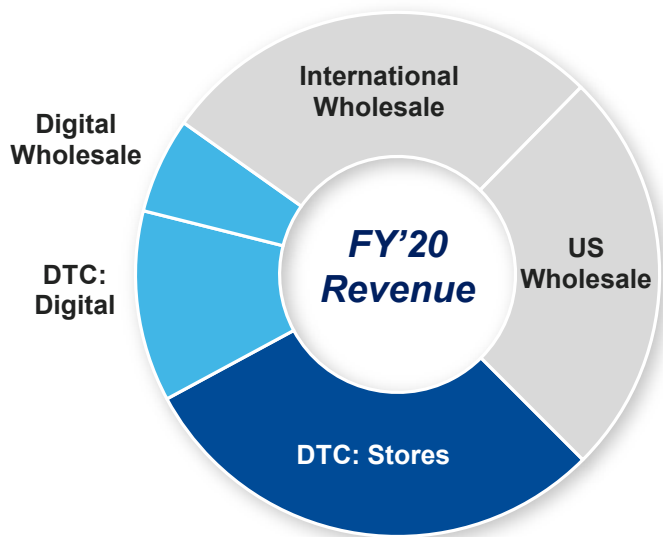 International
Wholesale
Digital
Wholesale
US
Wholesale
FY’20
Revenue
DTC:
Digital
DTC: Stores